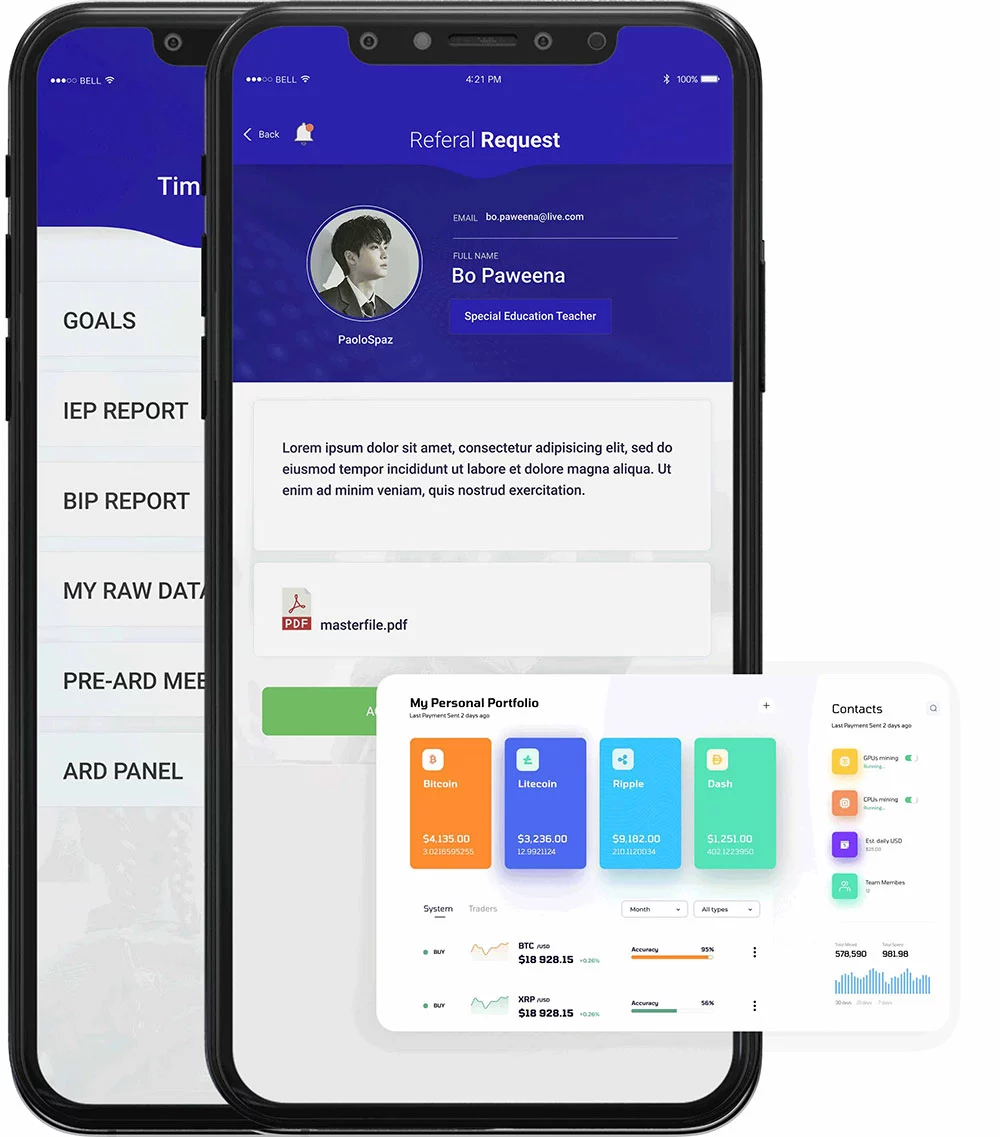 BELL
Tim
GOALS
IEP REPORT
BIP REPORT
MY RAW DATA
PRE-ARD MEE
ARD PANEL
BELL 4:21 PM 100%
Back
Referal Request
EMAIL bo.paweena@live.com
FULL NAME
Bo Paweena
Special Education Teacher
PaoloSpaz
Lorem ipsum dolor sit amet, consectetur adipisicing elit, sed do
eiusmod tempor incididunt ut labore et dolore magna aliqua. Ut
enim ad minim veniam, quis nostrud exercitation.
PDF
masterfile.pdf
My Personal Portfolio
Last Payment Sent 2 days ago
Bitcoin
$4,135.00
3.0216595255
Litecoin
$3,236.00
12.9921124
Ripple
$9,182.00
210.1120034
Dash
$1,251.00
402.1223950
System Traders
Month
All types
BUY
BTC /USD
$18 928.15 +0.26%
Accuracy 95%
BUY
XRP /USD
$18 928.15 +0.26%
Accuracy 56%
Contacts
Last Payment Sent 2 days ago
GPUs mining
Running...
CPUs mining
Running...
Est. daily USD
Team Membes
12
Total Mined Total Spend
578,590 981.98
30 days 20 days 7 days